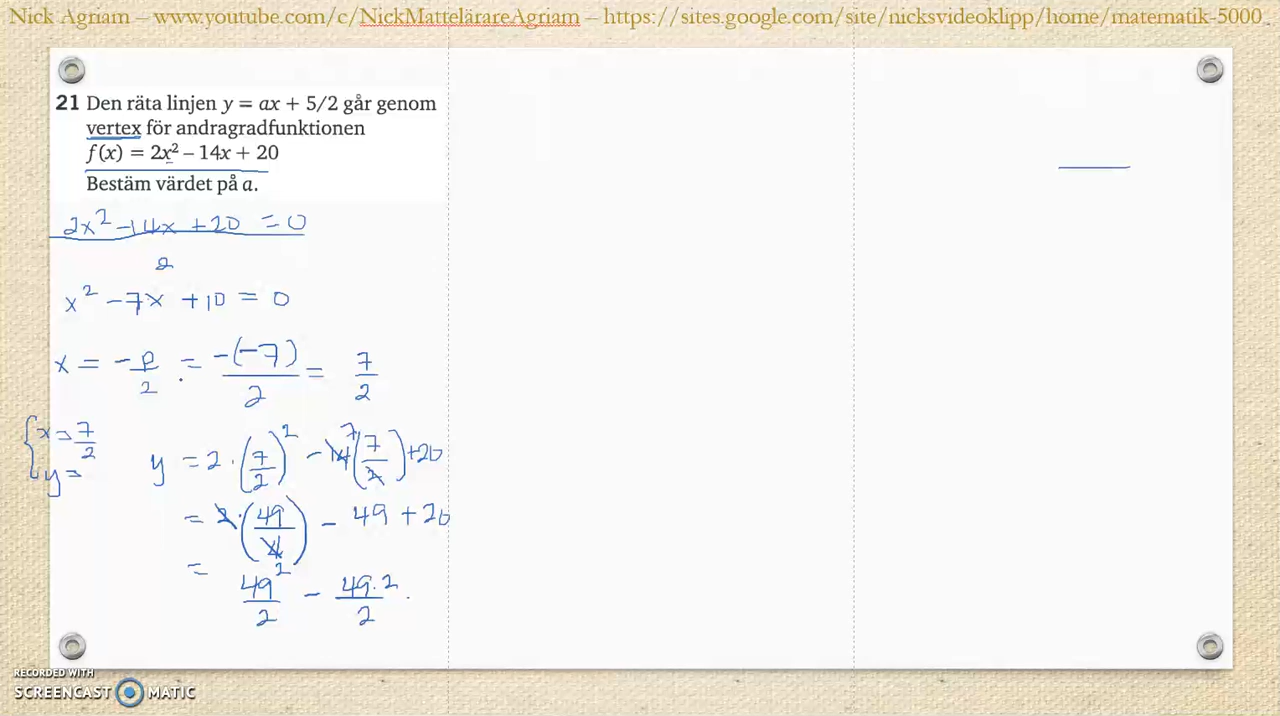 Nick Agriam – www.youtube.com/c/NickMattelärareAgriam – https://sites.google.com/site/nicksvideoklipp/home/matematik-5000
21 Den räta linjen y = ax + 5/2 går genom
vertex för andragradfunktionen
f(x) = 2x² – 14x + 20
Bestäm värdet på a.
2x² -14x +20 = 0
2
x² -7x +10 = 0
x = -p/2 = -(-7)/2 = 7/2
{x = 7/2
y =
y = 2·(7/2)² - 14(7/2) +20
7
= 2·(49/4) - 49 + 20
2
= 49/2 - 49·2/2
RECORDED WITH
SCREENCAST MATIC